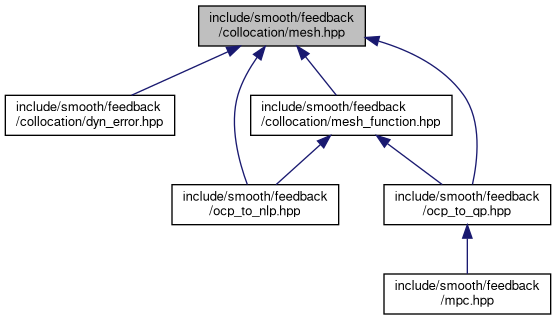 include/smooth/feedback
/collocation/mesh.hpp
include/smooth/feedback
/collocation/dyn_error.hpp
include/smooth/feedback
/collocation/mesh_function.hpp
include/smooth/feedback
/ocp_to_nlp.hpp
include/smooth/feedback
/ocp_to_qp.hpp
include/smooth/feedback
/mpc.hpp